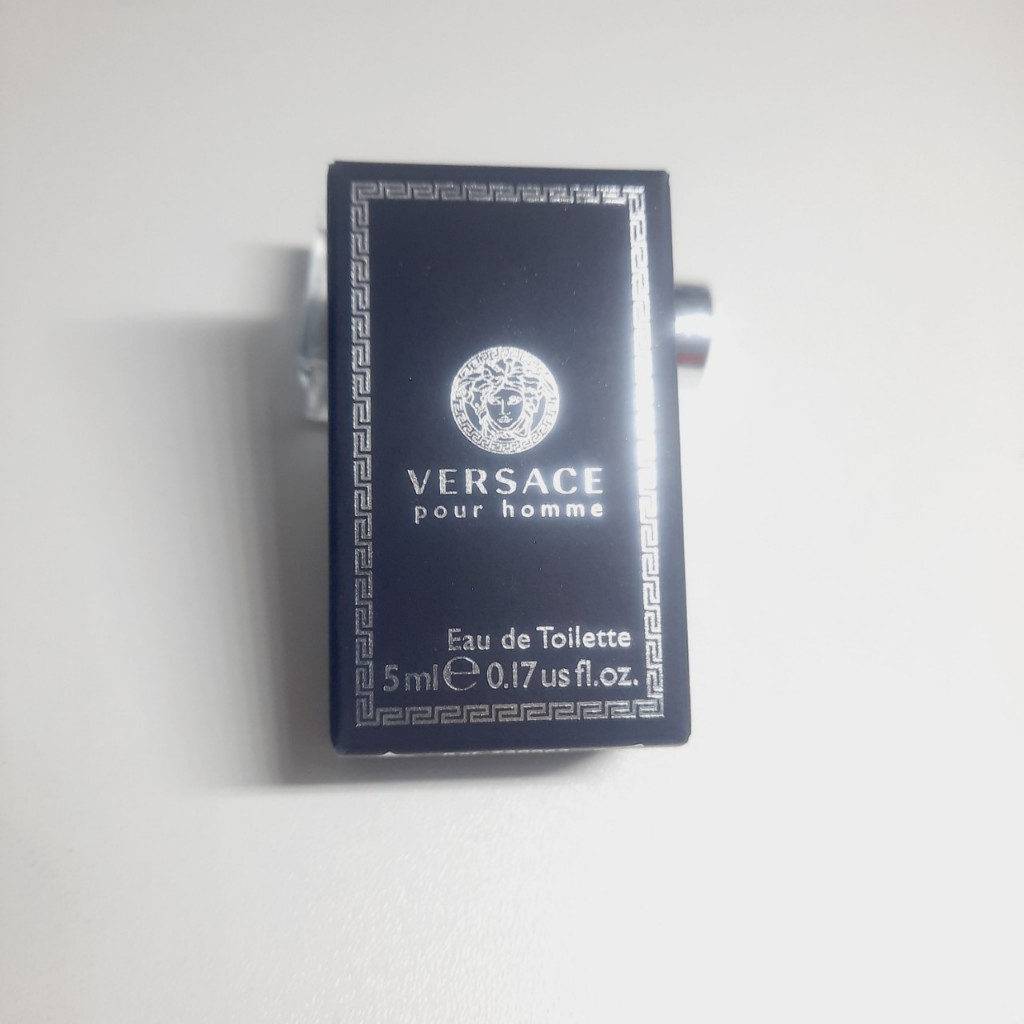 VERSACE
pour homme
Eau de Toilette
5 ml e 0.17 us fl.oz.